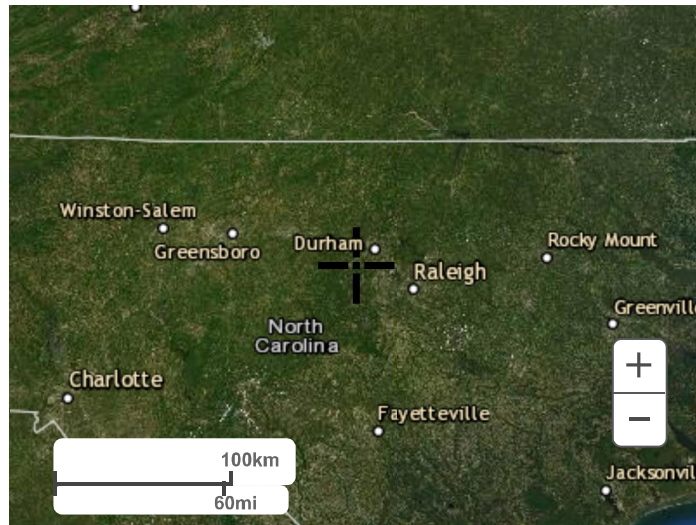 Winston-Salem
Greensboro
Durham
Raleigh
Rocky Mount
Greenvill
North
Carolina
+
Charlotte
−
Fayetteville
100km
60mi
Jacksonvil